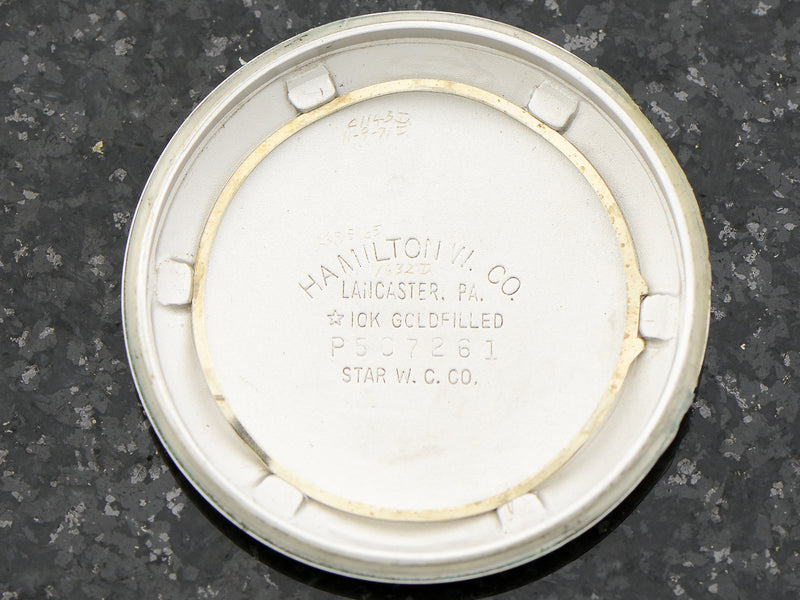 HAMILTON W. CO.
LANCASTER, PA.
☆ 10K GOLDFILLED
P507261
STAR W. C. CO.